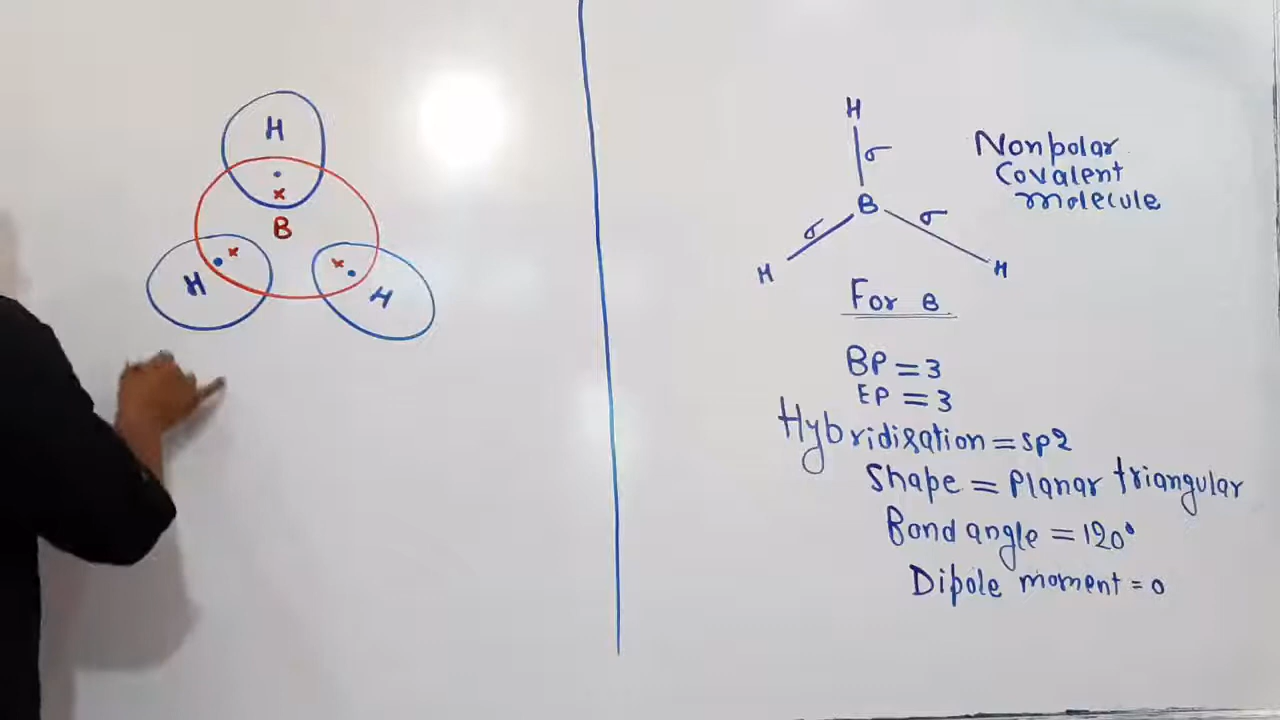 H
B
H
H
H
σ
B
σ
σ
H
H
Nonpolar
Covalent
molecule
For B
BP = 3
EP = 3
Hybridization = sp2
Shape = Planar triangular
Bond angle = 120°
Dipole moment = 0